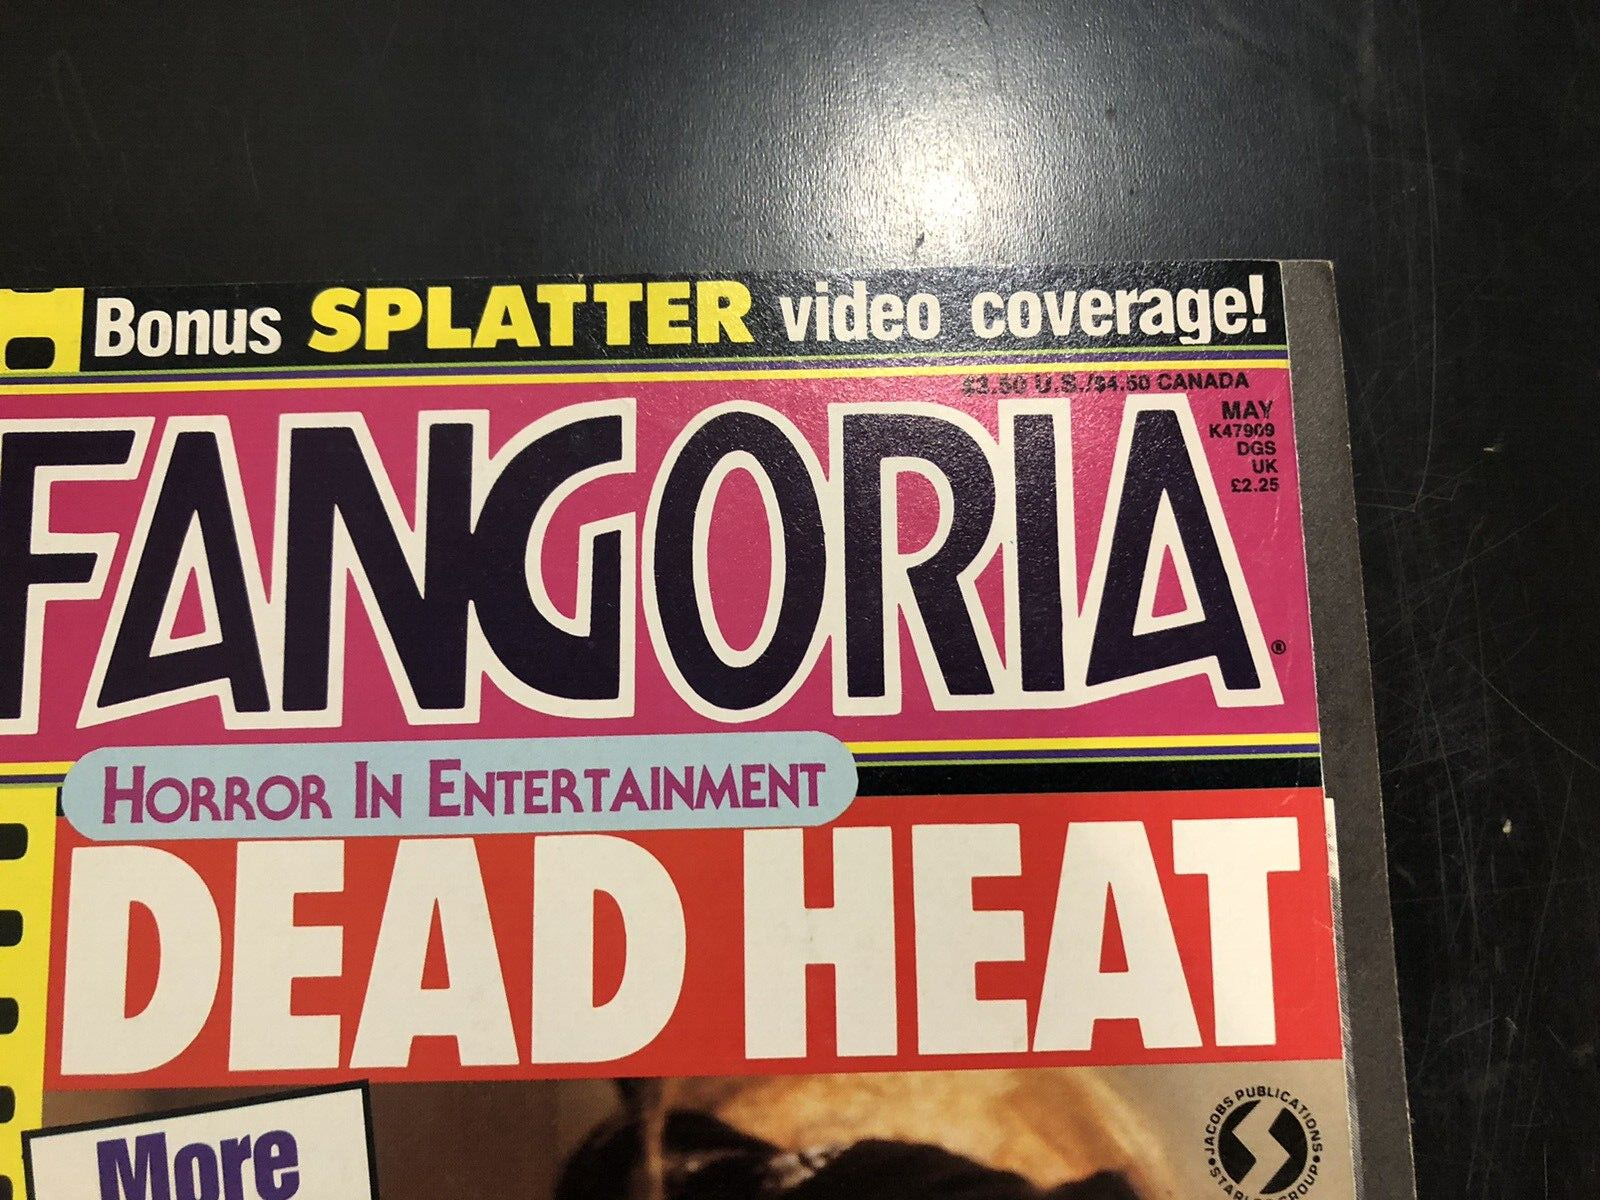 Bonus SPLATTER video coverage!
$3.50 U.S./$4.50 CANADA
MAY
K47909
DGS
UK
£2.25
FANGORIA®
HORROR IN ENTERTAINMENT
DEAD HEAT
More
JACOBS PUBLICATIONS